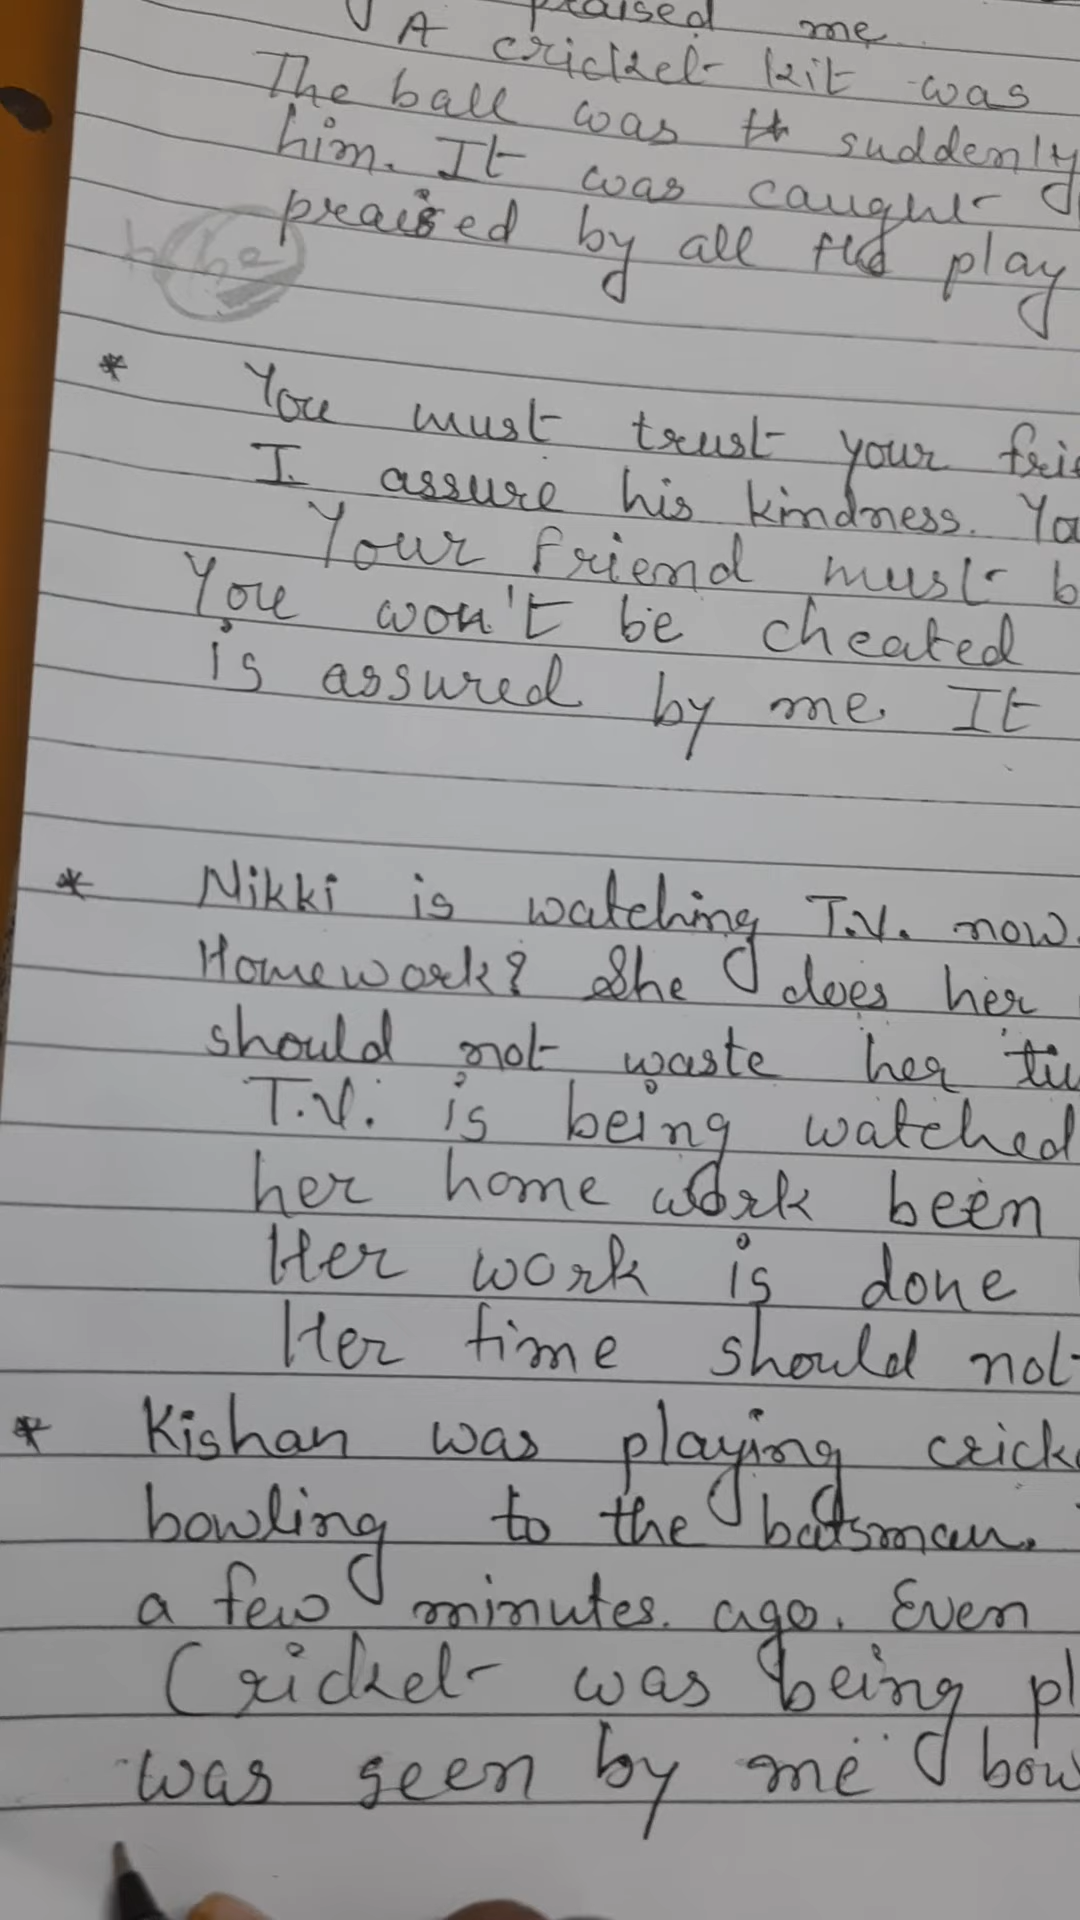 praised me.
A cricket kit was
The ball was suddenly
him. It was caught
praised by all the play
he
* You must trust your
I assure his kindness.
Your friend must
You won't be cheated
is assured by me. It
* Nikki is watching T.V. now.
Homework? She does her
should not waste her
T.V. is being watched
her home work been
Her work is done
Her time should not
* Kishan was playing
bowling to the batsman.
a few minutes. ago. Even
Cricket was being pl
was seen by me bow